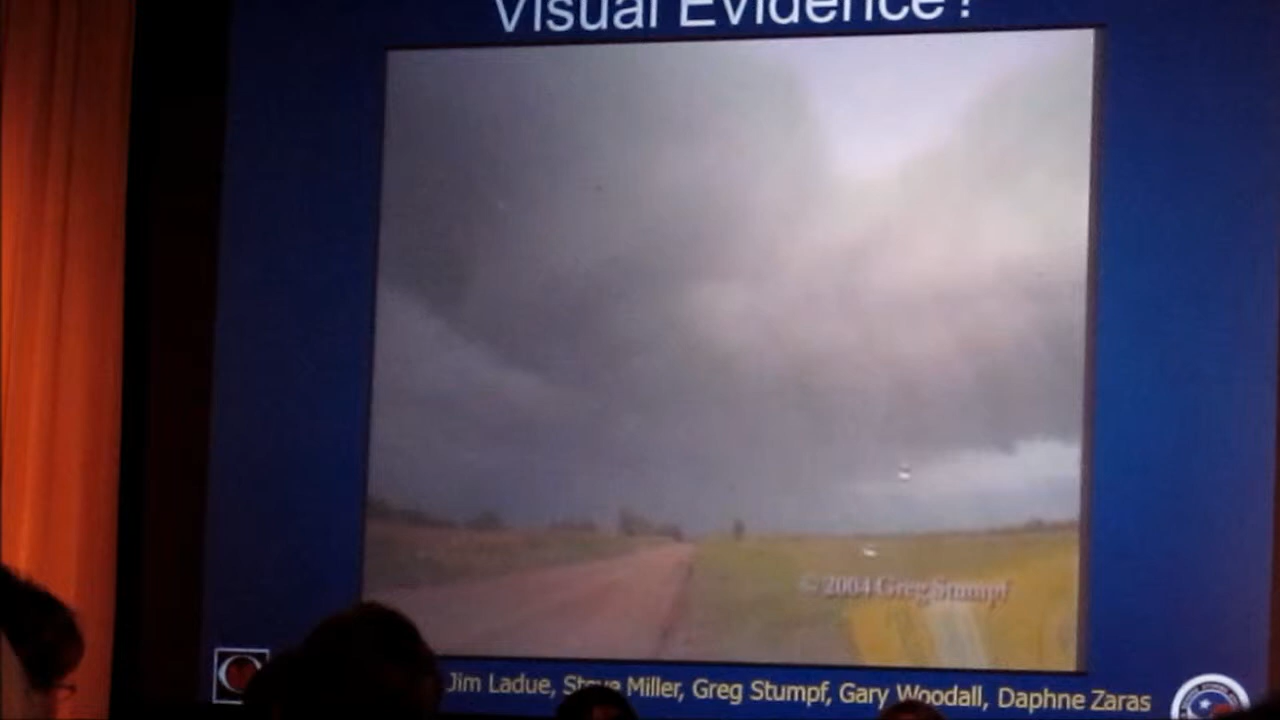 Visual Evidence?
© 2004 Greg Stumpf
Jim Ladue, Steve Miller, Greg Stumpf, Gary Woodall, Daphne Zaras